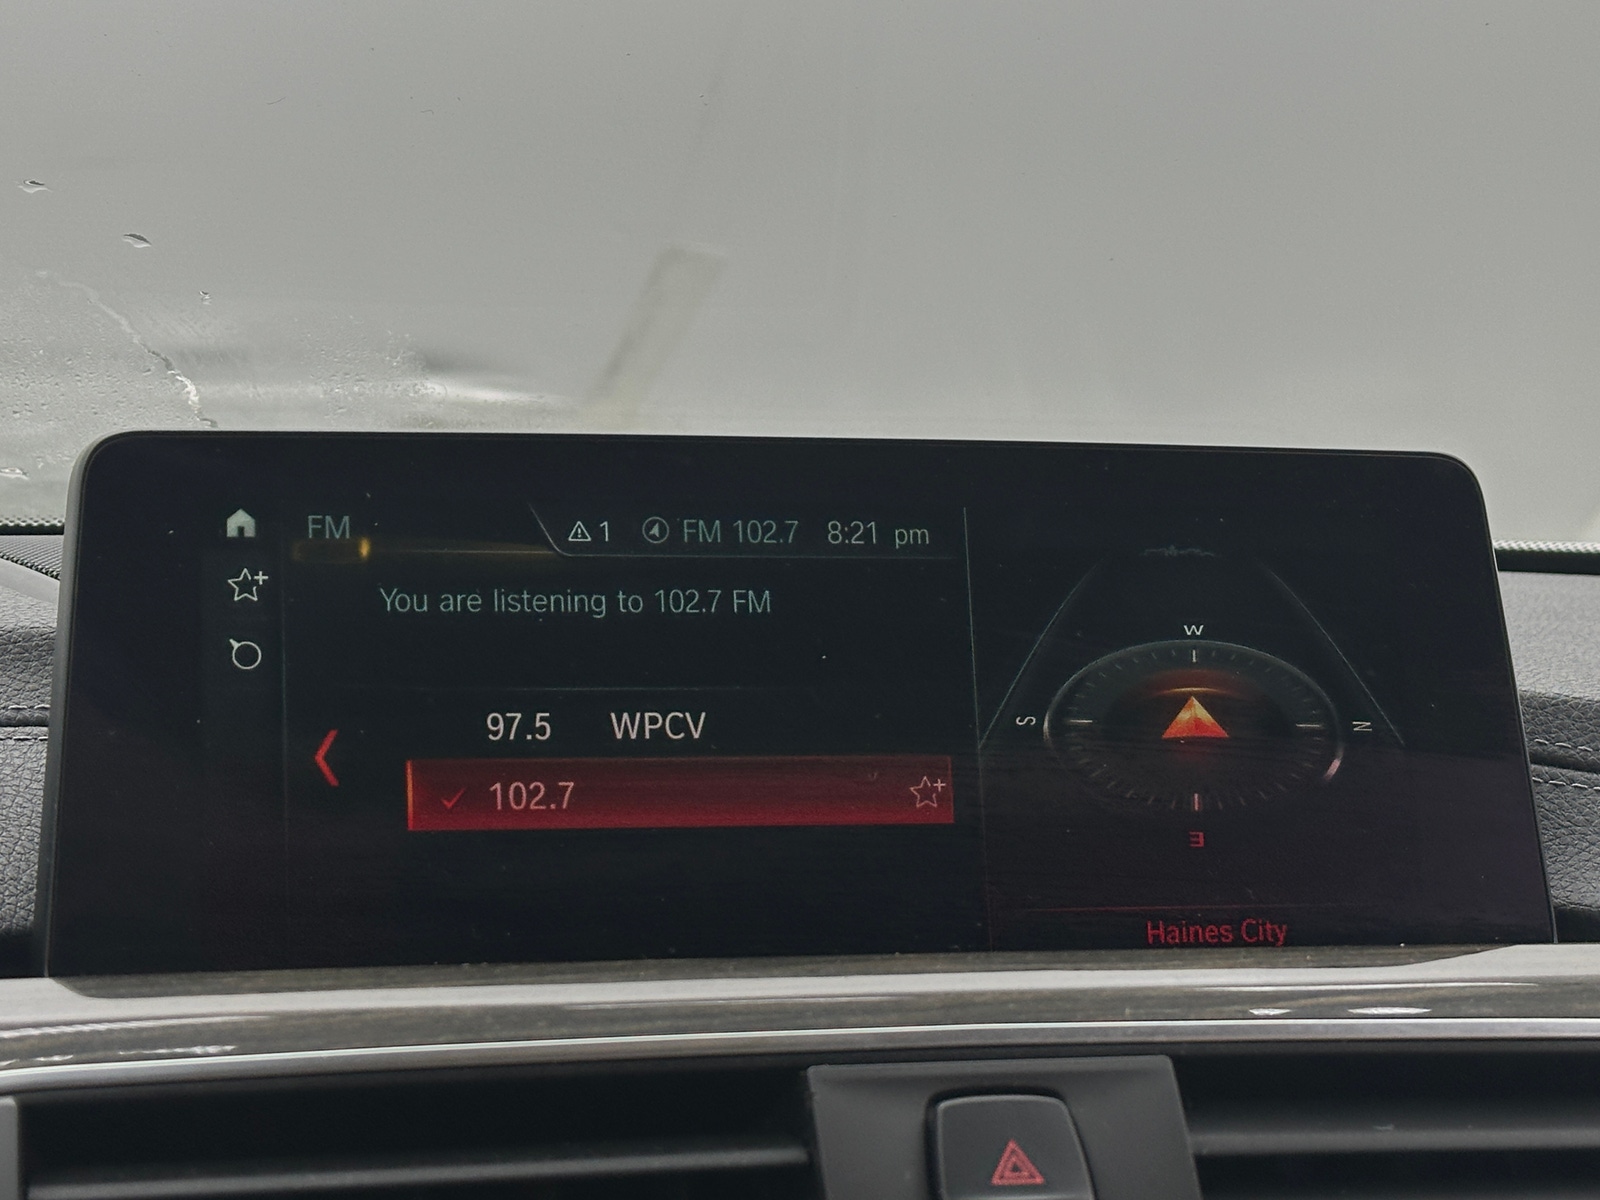 FM
1 FM 102.7 8:21 pm
You are listening to 102.7 FM
97.5 WPCV
102.7
W
S
N
E
Haines City